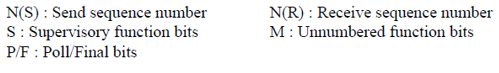 N(S) : Send sequence number N(R) : Receive sequence number
S : Supervisory function bits M : Unnumbered function bits
P/F : Poll/Final bits